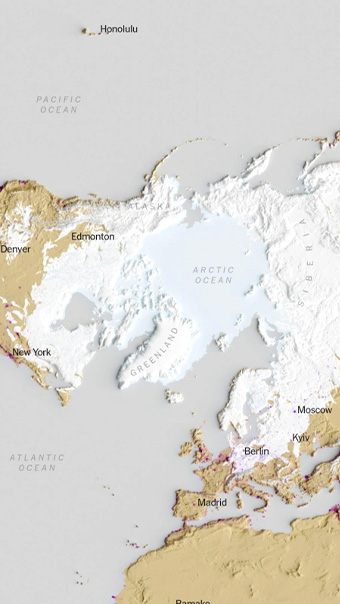 Honolulu
PACIFIC
OCEAN
ALASKA
Edmonton
Denver
SIBERIA
ARCTIC
OCEAN
GREENLAND
New York
Moscow
Kyiv
Berlin
ATLANTIC
OCEAN
Madrid
Bamako